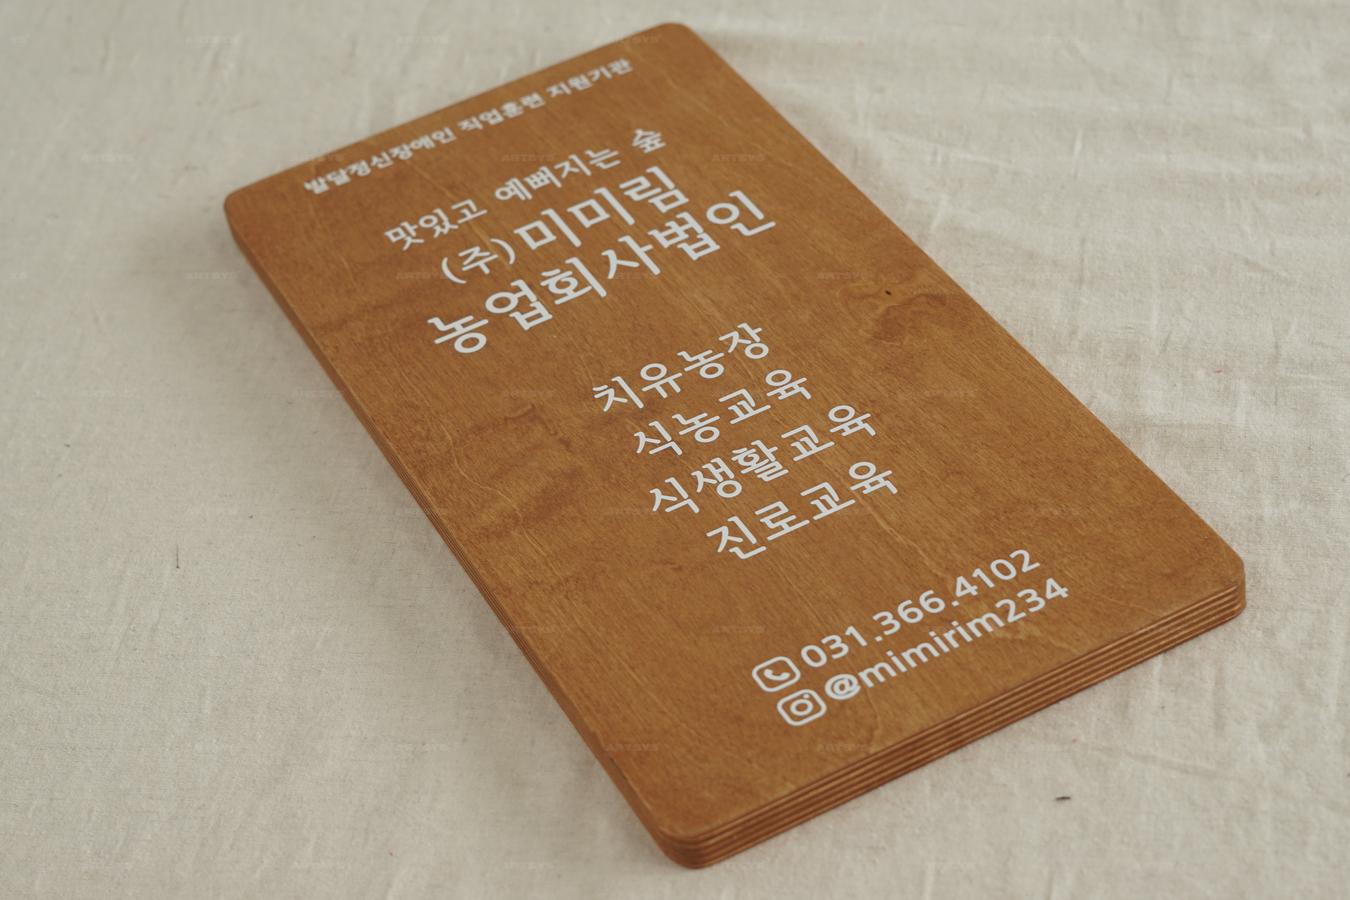 발달정신장애인 직업훈련 지원기관
맛있고 예뻐지는 숲
(주)미미림
농업회사법인
치유농장
식농교육
식생활교육
진로교육
031.366.4102
@mimirim234
ARTSYS